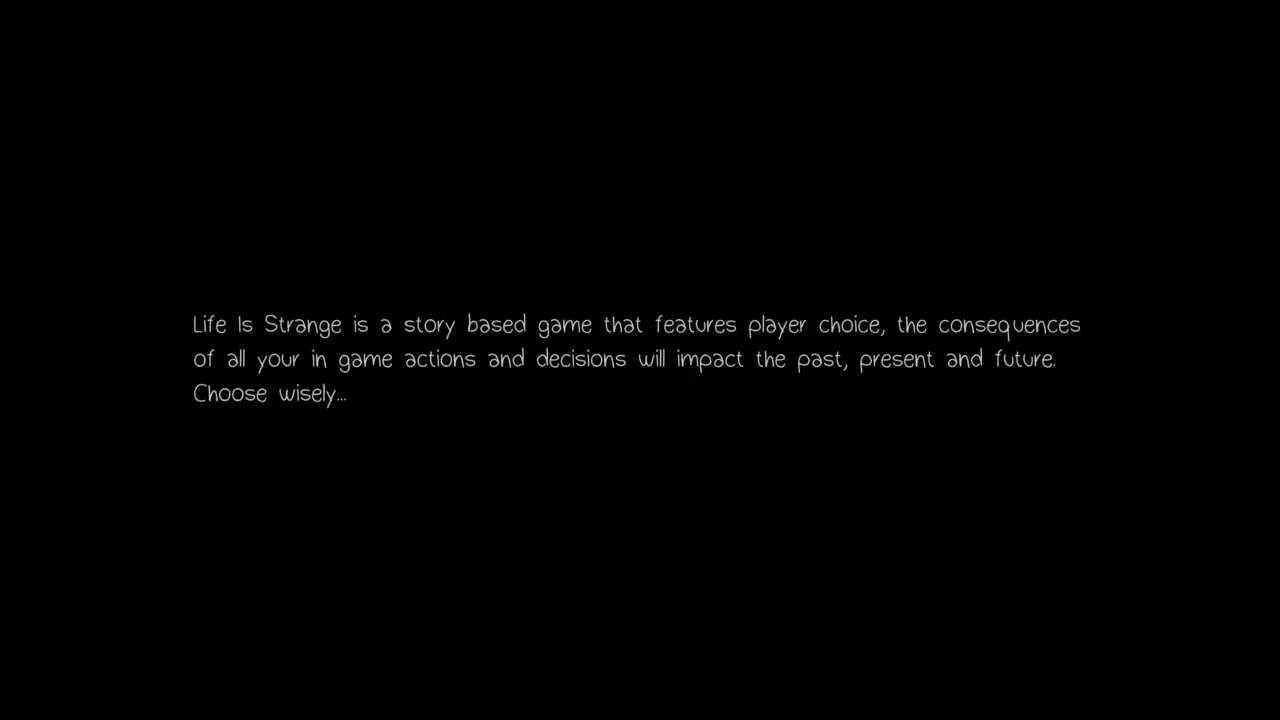 Life Is Strange is a story based game that features player choice, the consequences
of all your in game actions and decisions will impact the past, present and future.
Choose wisely...